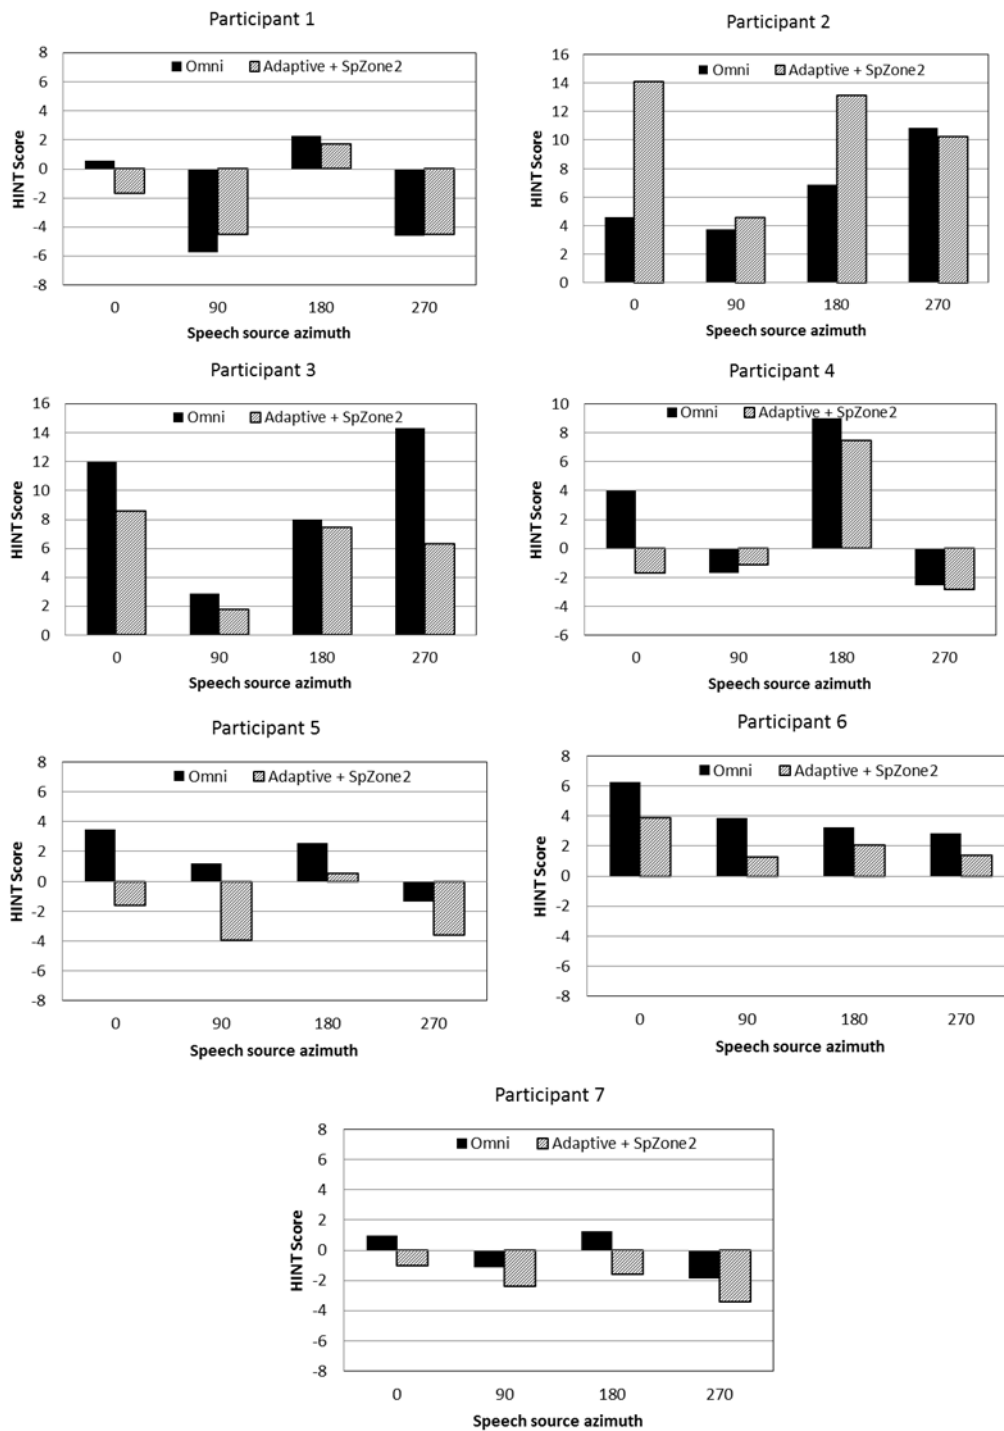 Participant 1
8
6
4
2
0
-2
-4
-6
-8
HINT Score
Omni Adaptive + SpZone2
0 90 180 270
Speech source azimuth
Participant 2
16
14
12
10
8
6
4
2
0
HINT Score
Omni Adaptive + SpZone2
0 90 180 270
Speech source azimuth
Participant 3
16
14
12
10
8
6
4
2
0
HINT Score
Omni Adaptive + SpZone2
0 90 180 270
Speech source azimuth
Participant 4
10
8
6
4
2
0
-2
-4
-6
HINT Score
Omni Adaptive + SpZone2
0 90 180 270
Speech source azimuth
Participant 5
8
6
4
2
0
-2
-4
-6
-8
HINT Score
Omni Adaptive + SpZone2
0 90 180 270
Speech source azimuth
Participant 6
8
6
4
2
0
-2
-4
-6
-8
HINT Score
Omni Adaptive + SpZone2
0 90 180 270
Speech source azimuth
Participant 7
8
6
4
2
0
-2
-4
-6
-8
HINT Score
Omni Adaptive + SpZone2
0 90 180 270
Speech source azimuth